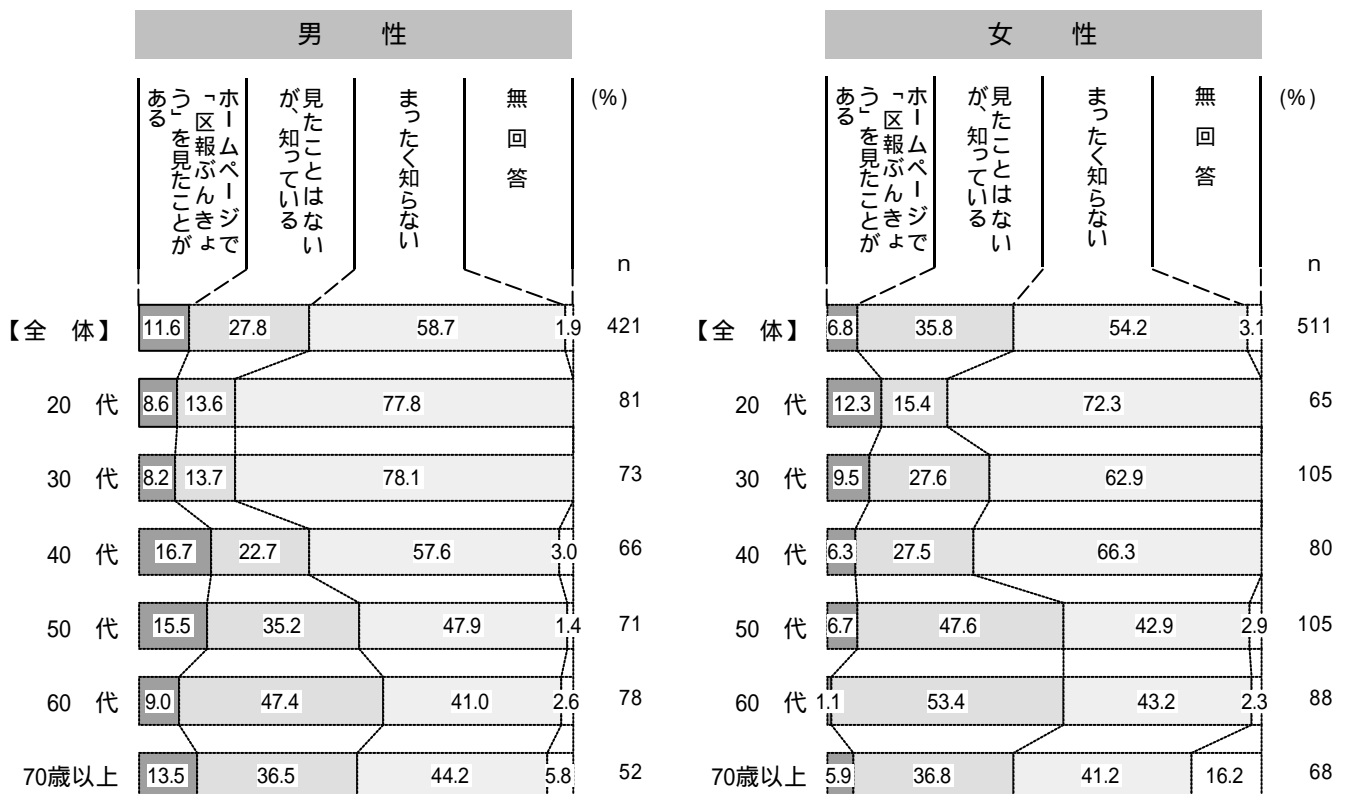 男 性
ホームページで
「区報ぶんきょ
う」を見たことが
ある
見たことはない
が、知っている
まったく知らない
無回答
(%)
n
【全 体】 11.6 27.8 58.7 1.9 421
20 代 8.6 13.6 77.8 81
30 代 8.2 13.7 78.1 73
40 代 16.7 22.7 57.6 3.0 66
50 代 15.5 35.2 47.9 1.4 71
60 代 9.0 47.4 41.0 2.6 78
70歳以上 13.5 36.5 44.2 5.8 52
女 性
ホームページで
「区報ぶんきょ
う」を見たことが
ある
見たことはない
が、知っている
まったく知らない
無回答
(%)
n
【全 体】 6.8 35.8 54.2 3.1 511
20 代 12.3 15.4 72.3 65
30 代 9.5 27.6 62.9 105
40 代 6.3 27.5 66.3 80
50 代 6.7 47.6 42.9 2.9 105
60 代 1.1 53.4 43.2 2.3 88
70歳以上 5.9 36.8 41.2 16.2 68